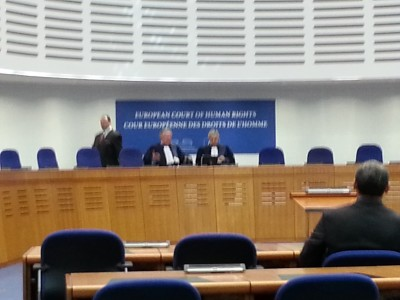 EUROPEAN COURT OF HUMAN RIGHTS
COUR EUROPÉENNE DES DROITS DE L'HOMME